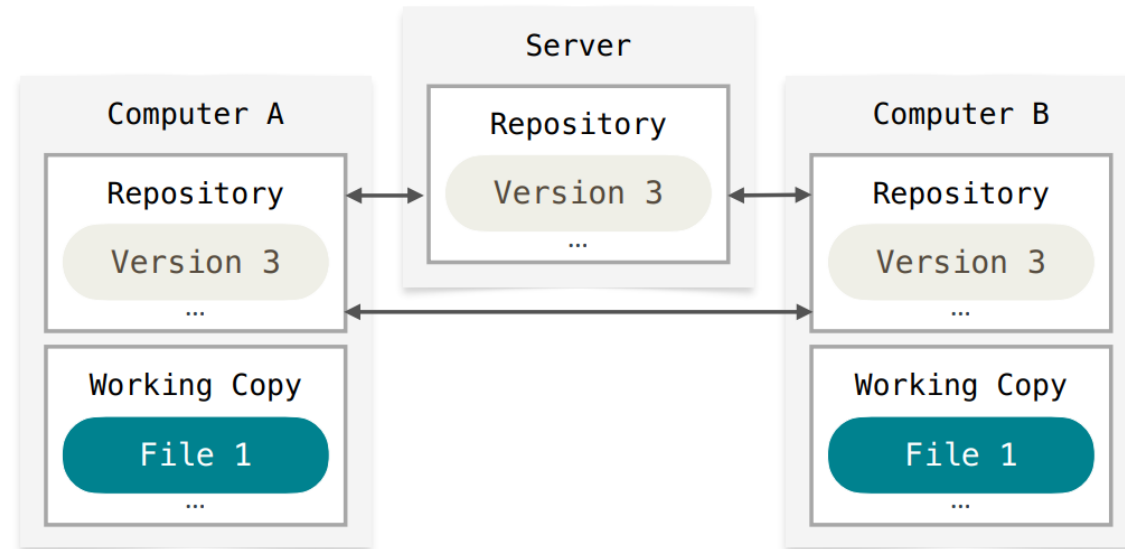 Server
Repository
Version 3
...
Computer A
Repository
Version 3
...
Working Copy
File 1
...
Computer B
Repository
Version 3
...
Working Copy
File 1
...